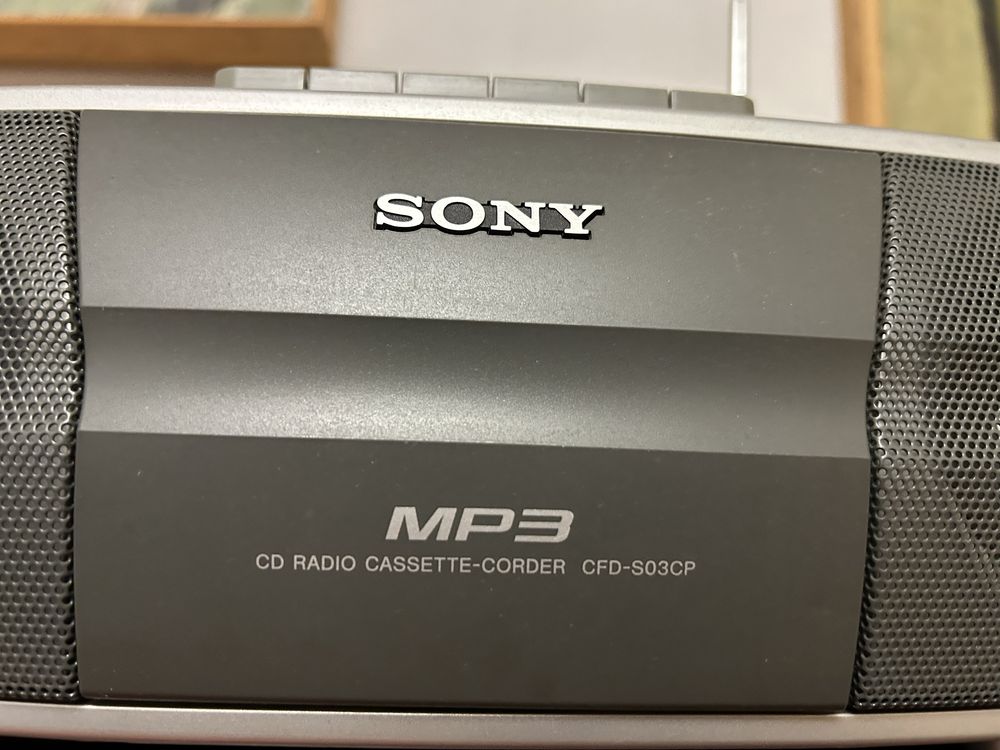 SONY
MP3
CD RADIO CASSETTE-CORDER CFD-S03CP